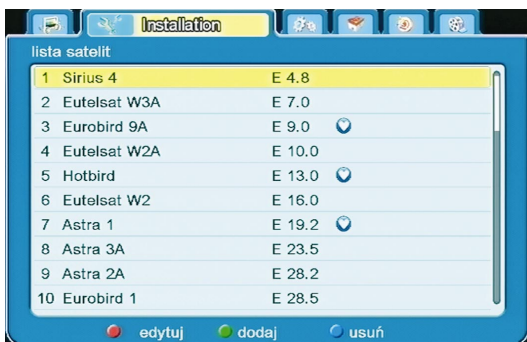 Installation
lista satelit
1 Sirius 4 E 4.8
2 Eutelsat W3A E 7.0
3 Eurobird 9A E 9.0
4 Eutelsat W2A E 10.0
5 Hotbird E 13.0
6 Eutelsat W2 E 16.0
7 Astra 1 E 19.2
8 Astra 3A E 23.5
9 Astra 2A E 28.2
10 Eurobird 1 E 28.5
edytuj dodaj usuń